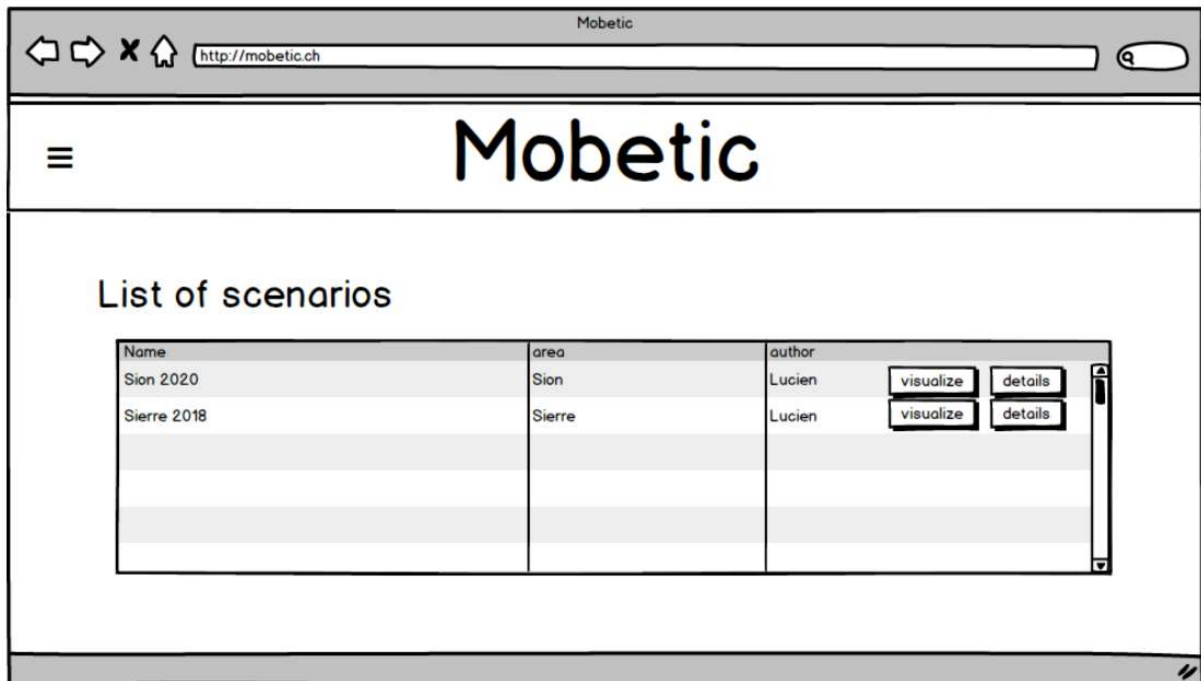 Mobetic
http://mobetic.ch
Mobetic
List of scenarios
Name area author
Sion 2020 Sion Lucien visualize details
Sierre 2018 Sierre Lucien visualize details